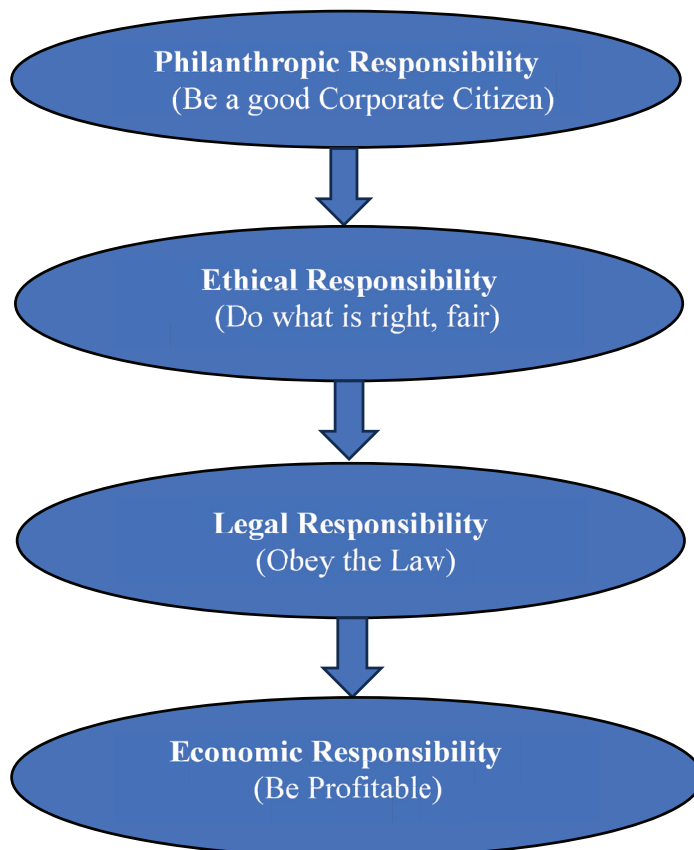 Philanthropic Responsibility
(Be a good Corporate Citizen)
Ethical Responsibility
(Do what is right, fair)
Legal Responsibility
(Obey the Law)
Economic Responsibility
(Be Profitable)